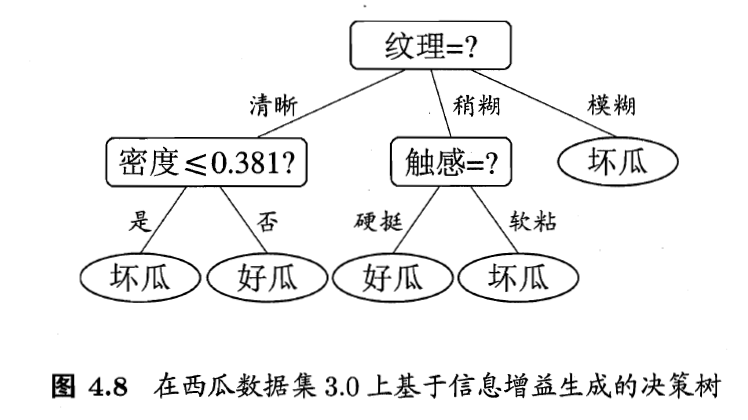 纹理=?
清晰 稍糊 模糊
密度≤0.381? 触感=? 坏瓜
是 否 硬挺 软粘
坏瓜 好瓜 好瓜 坏瓜
图 4.8 在西瓜数据集 3.0 上基于信息增益生成的决策树